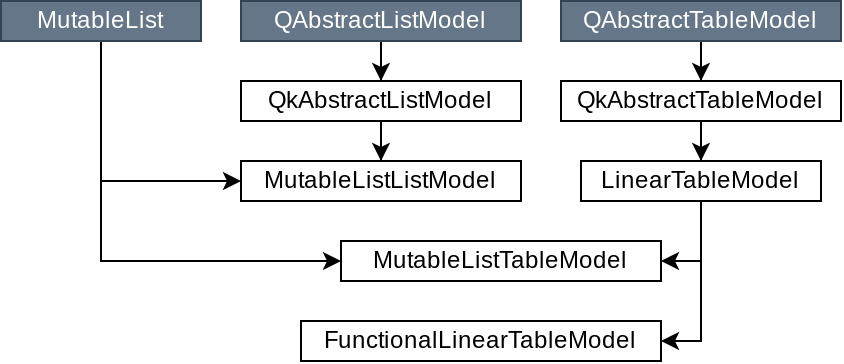 MutableList
QAbstractListModel
QAbstractTableModel
QkAbstractListModel
QkAbstractTableModel
MutableListListModel
LinearTableModel
MutableListTableModel
FunctionalLinearTableModel